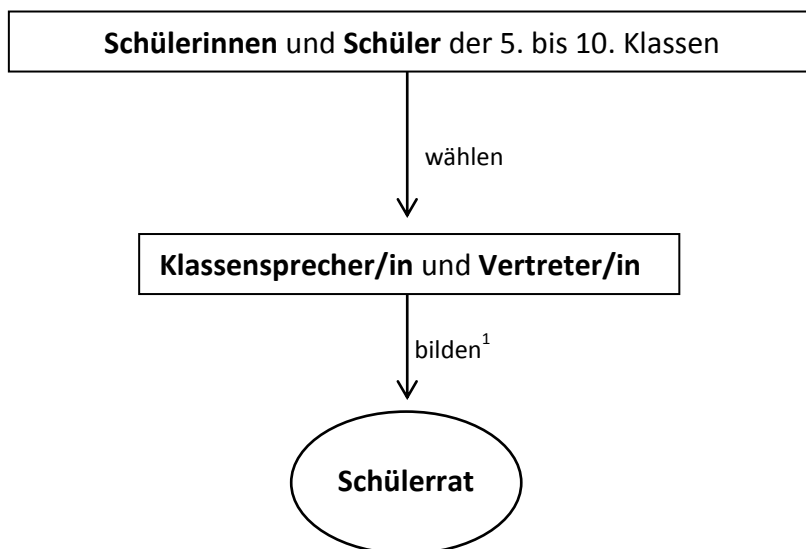 Schülerinnen und Schüler der 5. bis 10. Klassen
wählen
Klassensprecher/in und Vertreter/in
bilden¹
Schülerrat